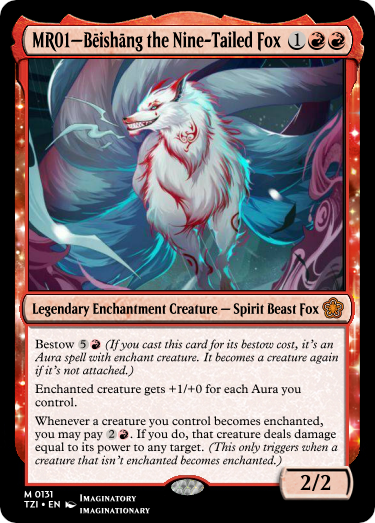 MR01—Bēishāng the Nine-Tailed Fox 1
Legendary Enchantment Creature — Spirit Beast Fox
Bestow 5 (If you cast this card for its bestow cost, it's an
Aura spell with enchant creature. It becomes a creature again
if it's not attached.)
Enchanted creature gets +1/+0 for each Aura you
control.
Whenever a creature you control becomes enchanted,
you may pay 2 . If you do, that creature deals damage
equal to its power to any target. (This only triggers when a
creature that isn't enchanted becomes enchanted.)
2/2
M 0131
TZI • EN Imaginatory
Imaginationary